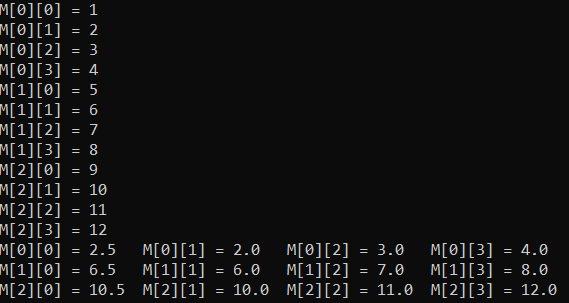 M[0][0] = 1
M[0][1] = 2
M[0][2] = 3
M[0][3] = 4
M[1][0] = 5
M[1][1] = 6
M[1][2] = 7
M[1][3] = 8
M[2][0] = 9
M[2][1] = 10
M[2][2] = 11
M[2][3] = 12
M[0][0] = 2.5   M[0][1] = 2.0   M[0][2] = 3.0   M[0][3] = 4.0
M[1][0] = 6.5   M[1][1] = 6.0   M[1][2] = 7.0   M[1][3] = 8.0
M[2][0] = 10.5  M[2][1] = 10.0  M[2][2] = 11.0  M[2][3] = 12.0